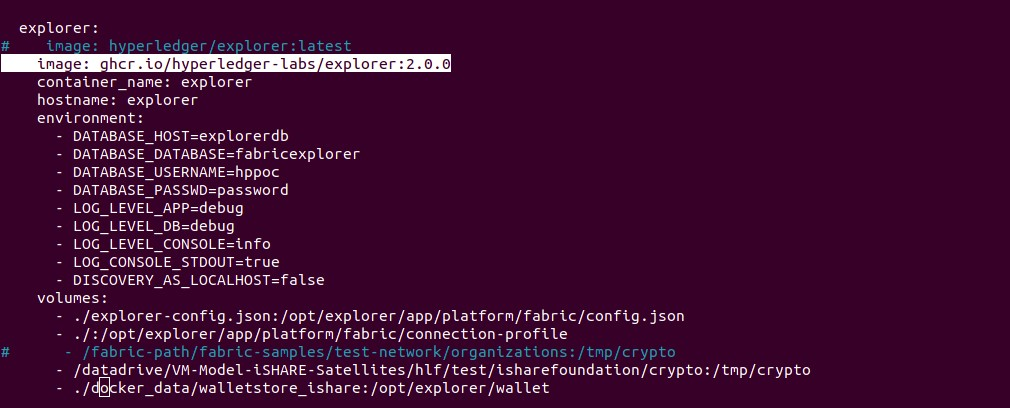 explorer:
#    image: hyperledger/explorer:latest
image: ghcr.io/hyperledger-labs/explorer:2.0.0
container_name: explorer
hostname: explorer
environment:
- DATABASE_HOST=explorerdb
- DATABASE_DATABASE=fabricexplorer
- DATABASE_USERNAME=hppoc
- DATABASE_PASSWD=password
- LOG_LEVEL_APP=debug
- LOG_LEVEL_DB=debug
- LOG_LEVEL_CONSOLE=info
- LOG_CONSOLE_STDOUT=true
- DISCOVERY_AS_LOCALHOST=false
volumes:
- ./explorer-config.json:/opt/explorer/app/platform/fabric/config.json
- ./:/opt/explorer/app/platform/fabric/connection-profile
#      - /fabric-path/fabric-samples/test-network/organizations:/tmp/crypto
- /datadrive/VM-Model-iSHARE-Satellites/hlf/test/isharefoundation/crypto:/tmp/crypto
- ./docker_data/walletstore_ishare:/opt/explorer/wallet